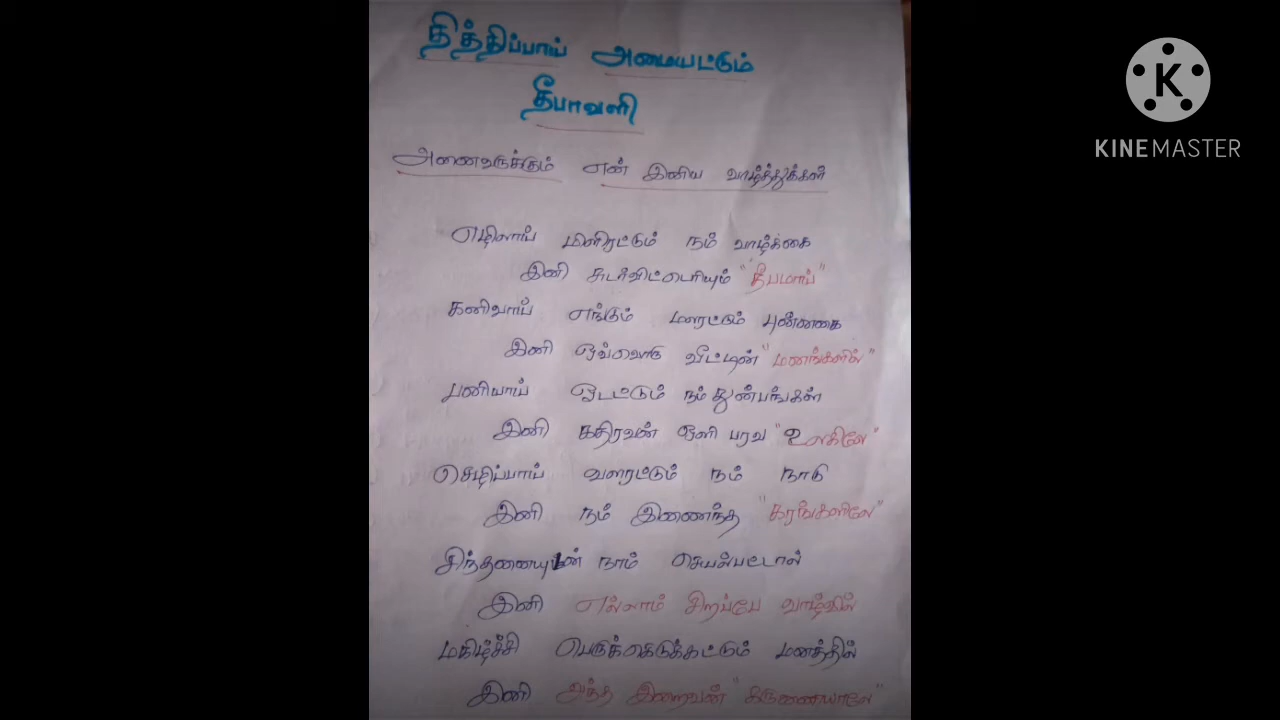 தித்திப்பாய் அமையட்டும்
தீபாவளி
அனைவருக்கும் என் இனிய வாழ்த்துக்கள்
எழிலாய் மிளிரட்டும் நம் வாழ்க்கை
இனி சுடர்விட்டெரியும் "தீபமாய்"
கனிவாய் எங்கும் மலரட்டும் புன்னகை
இனி ஒவ்வொரு வீட்டின் "மனங்களில்"
பனியாய் ஓடட்டும் நம் துன்பங்கள்
இனி கதிரவன் ஒளி பரவ "உலகிலே"
செழிப்பாய் வளரட்டும் நம் நாடு
இனி நம் இணைந்த "கரங்களிலே"
சிந்தனையுடன் நாம் செயல்பட்டால்
இனி எல்லாம் சிறப்பே வாழ்வில்
மகிழ்ச்சி பெருக்கெடுக்கட்டும் மனத்தில்
இனி அந்த இறைவன் "கருணையாலே"
KINEMASTER